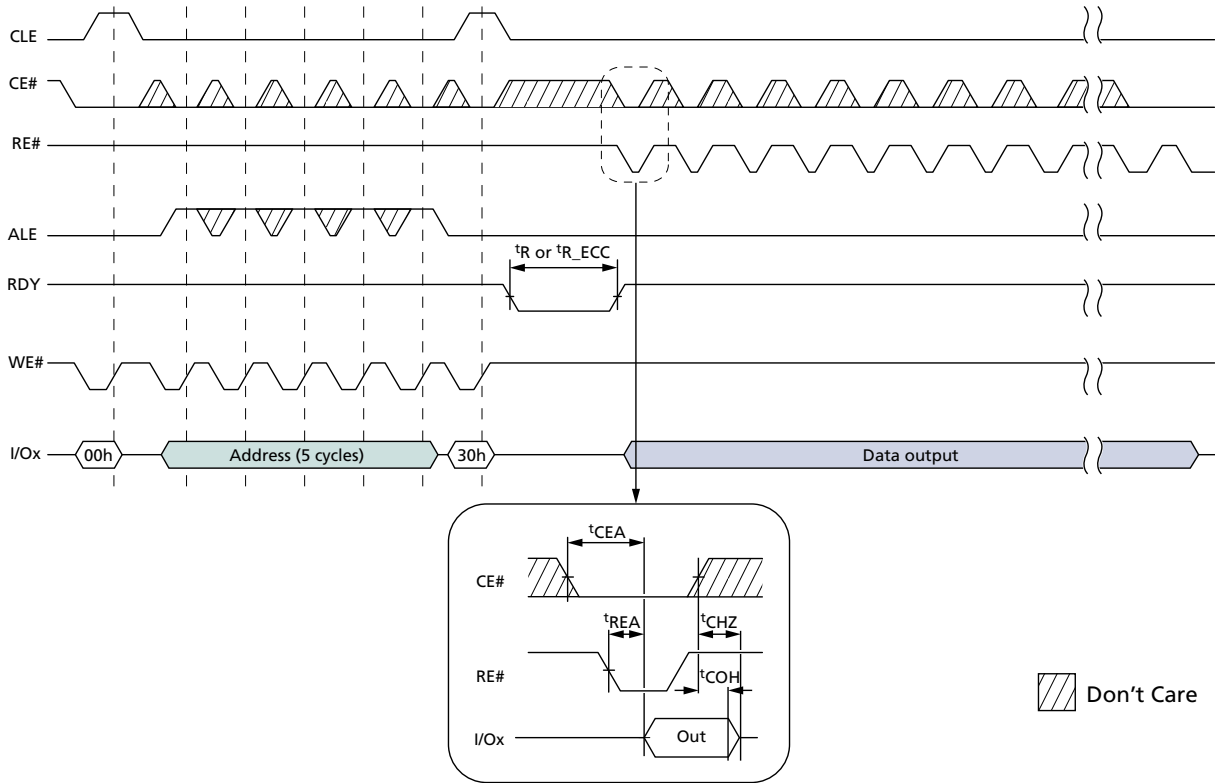 CLE
CE#
RE#
ALE
tR or tR_ECC
RDY
WE#
I/Ox 00h Address (5 cycles) 30h Data output
tCEA
CE#
tREA tCHZ
RE# tCOH
I/Ox Out
Don't Care